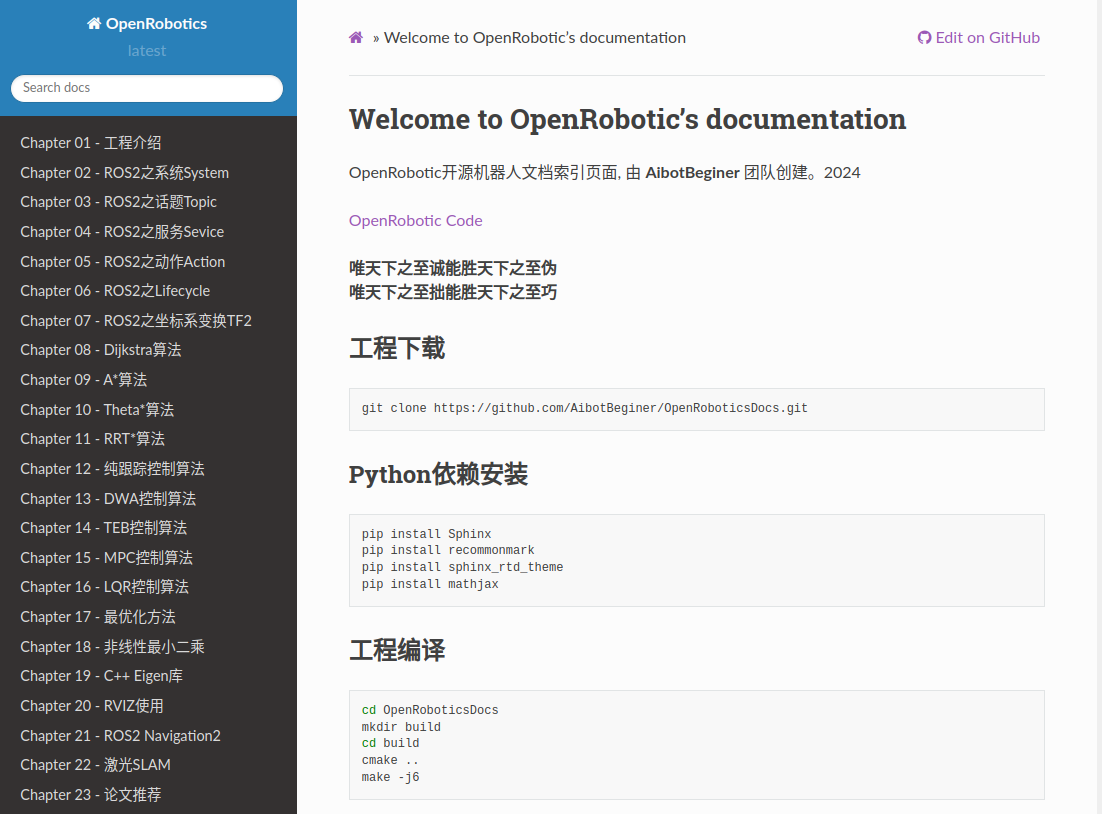 OpenRobotics
latest
Search docs
Chapter 01 - 工程介绍
Chapter 02 - ROS2之系统System
Chapter 03 - ROS2之话题Topic
Chapter 04 - ROS2之服务Sevice
Chapter 05 - ROS2之动作Action
Chapter 06 - ROS2之Lifecycle
Chapter 07 - ROS2之坐标系变换TF2
Chapter 08 - Dijkstra算法
Chapter 09 - A*算法
Chapter 10 - Theta*算法
Chapter 11 - RRT*算法
Chapter 12 - 纯跟踪控制算法
Chapter 13 - DWA控制算法
Chapter 14 - TEB控制算法
Chapter 15 - MPC控制算法
Chapter 16 - LQR控制算法
Chapter 17 - 最优化方法
Chapter 18 - 非线性最小二乘
Chapter 19 - C++ Eigen库
Chapter 20 - RVIZ使用
Chapter 21 - ROS2 Navigation2
Chapter 22 - 激光SLAM
Chapter 23 - 论文推荐
» Welcome to OpenRobotic’s documentation
Edit on GitHub
Welcome to OpenRobotic’s documentation
OpenRobotic开源机器人文档索引页面, 由 AibotBeginer 团队创建。2024
OpenRobotic Code
唯天下之至诚能胜天下之至伪
唯天下之至拙能胜天下之至巧
工程下载
git clone https://github.com/AibotBeginer/OpenRoboticsDocs.git
Python依赖安装
pip install Sphinx
pip install recommonmark
pip install sphinx_rtd_theme
pip install mathjax
工程编译
cd OpenRoboticsDocs
mkdir build
cd build
cmake ..
make -j6